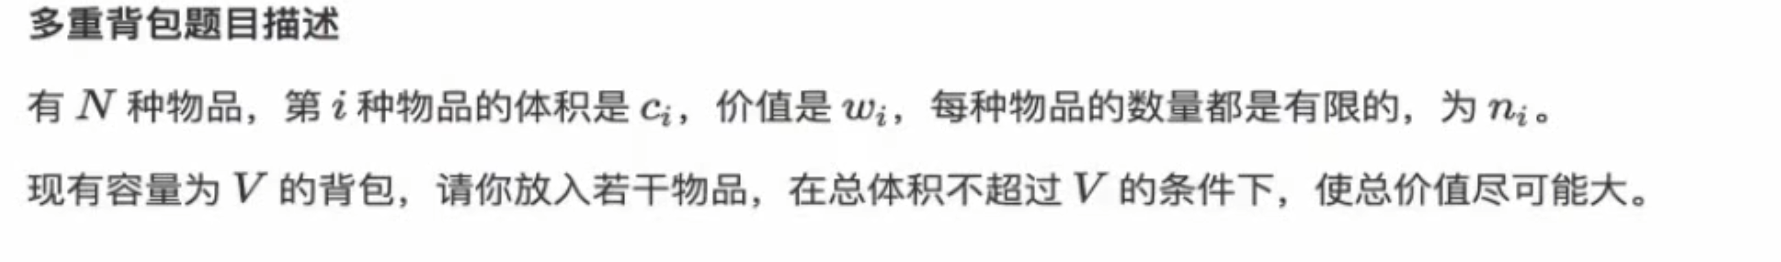 多重背包题目描述
有 N 种物品，第 i 种物品的体积是 c_i，价值是 w_i，每种物品的数量都是有限的，为 n_i。
现有容量为 V 的背包，请你放入若干物品，在总体积不超过 V 的条件下，使总价值尽可能大。